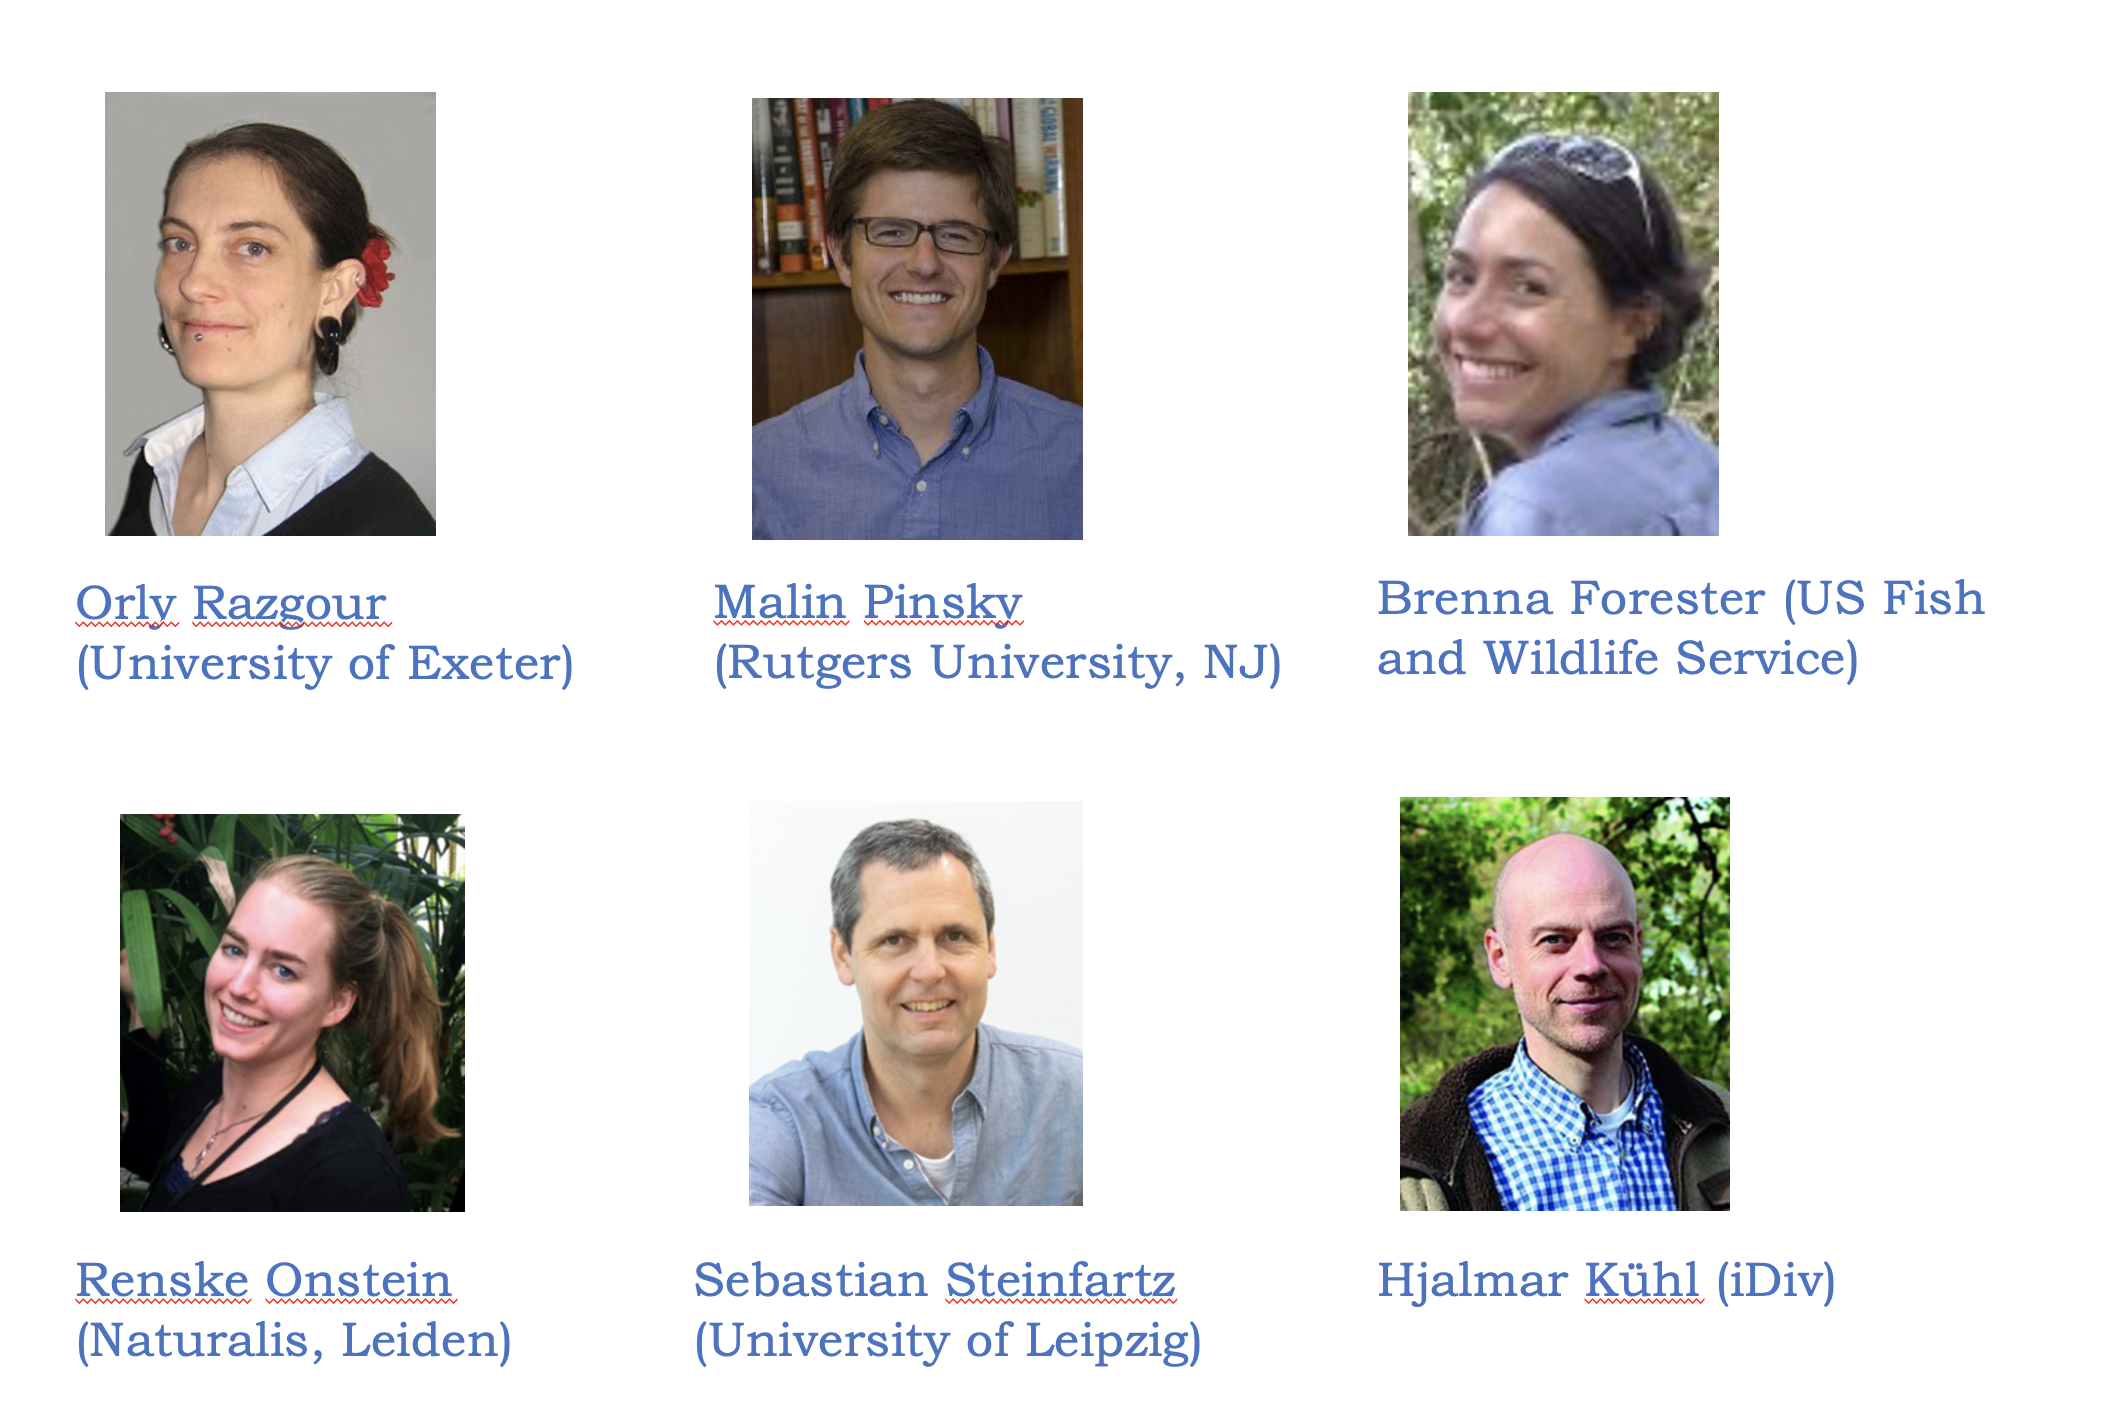 Orly Razgour
(University of Exeter)
Malin Pinsky
(Rutgers University, NJ)
Brenna Forester (US Fish
and Wildlife Service)
Renske Onstein
(Naturalis, Leiden)
Sebastian Steinfartz
(University of Leipzig)
Hjalmar Kühl (iDiv)